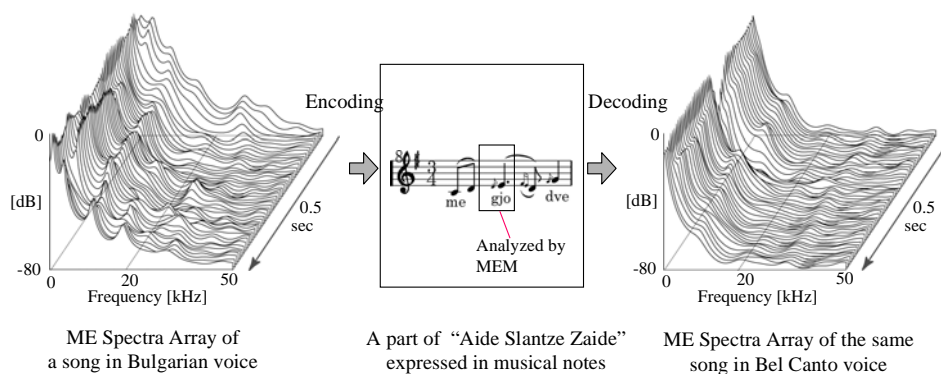 0
[dB]
-80
0
20
50
Frequency [kHz]
0.5
sec
ME Spectra Array of
a song in Bulgarian voice
Encoding
8
3
4
me gjo dve
Analyzed by
MEM
A part of “Aide Slantze Zaide”
expressed in musical notes
Decoding
0
[dB]
-80
0
20
50
Frequency [kHz]
0.5
sec
ME Spectra Array of the same
song in Bel Canto voice